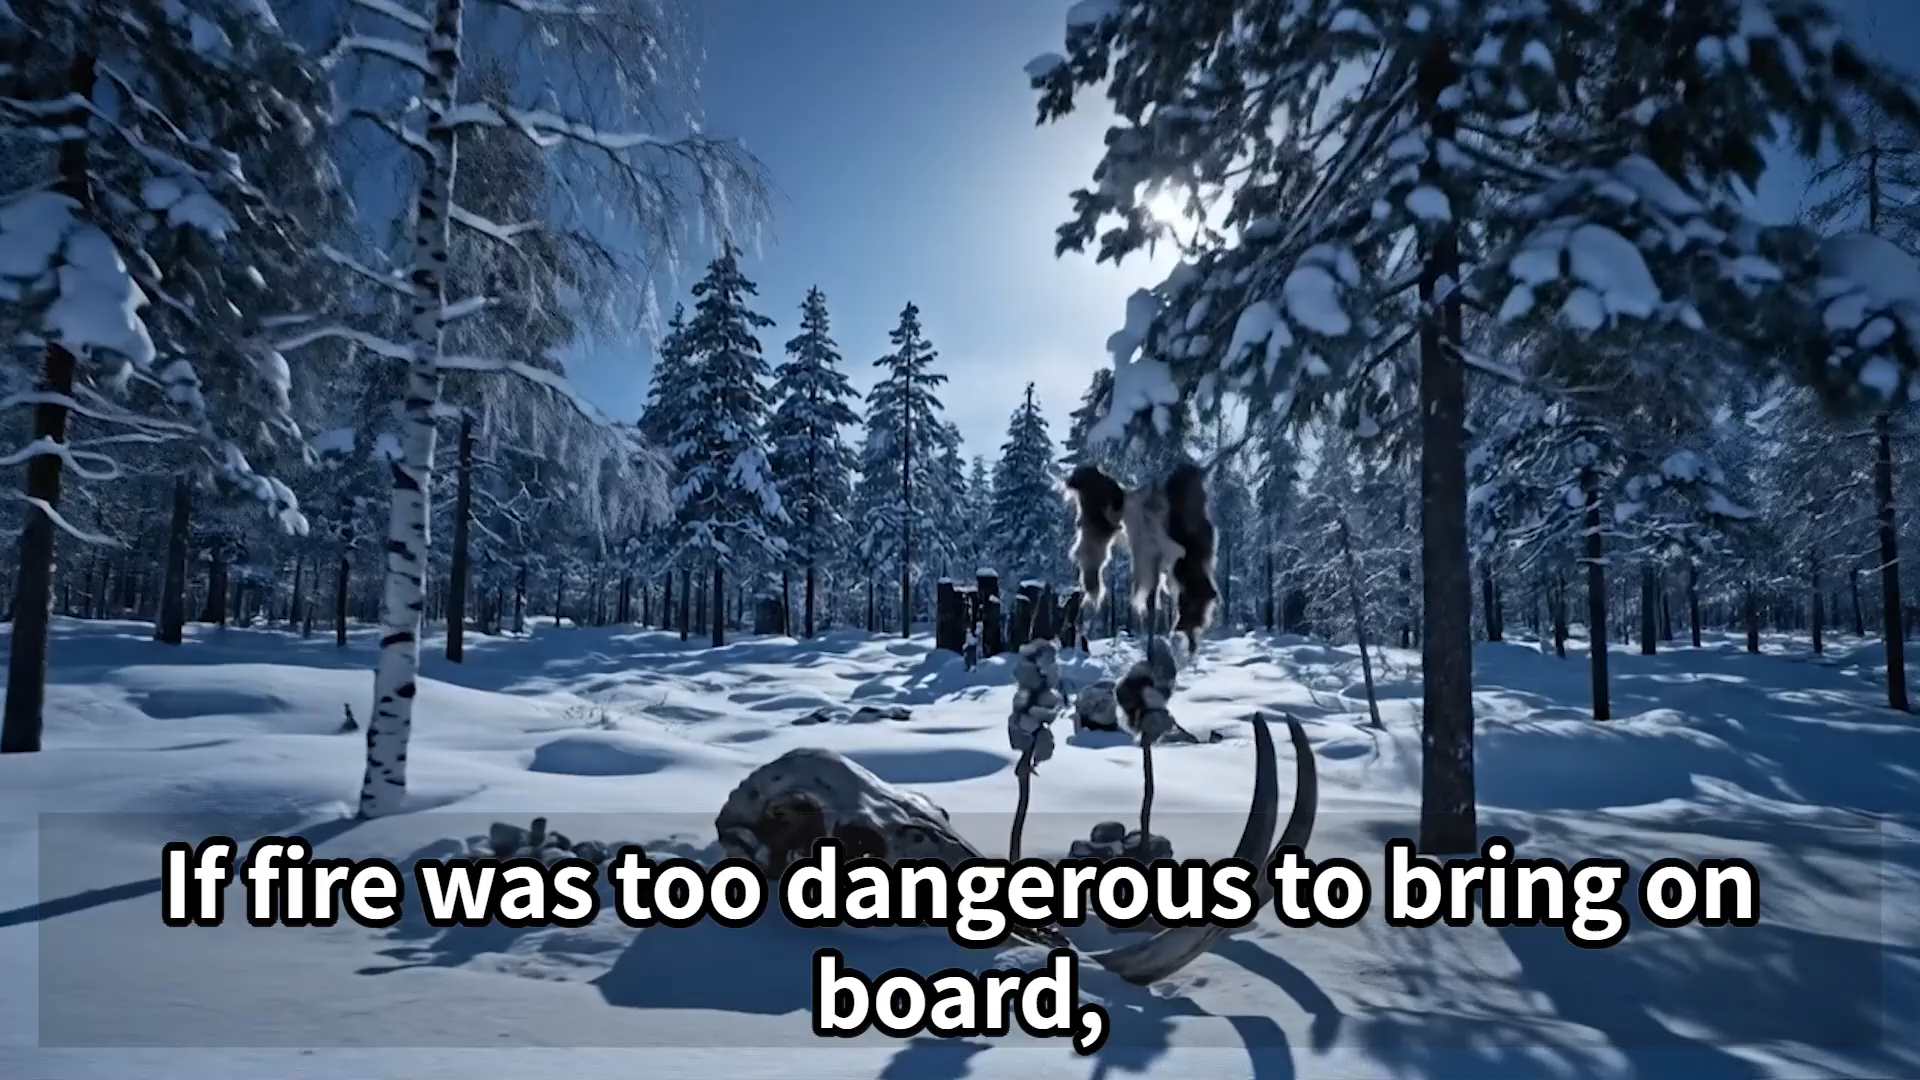 If fire was too dangerous to bring on
board,